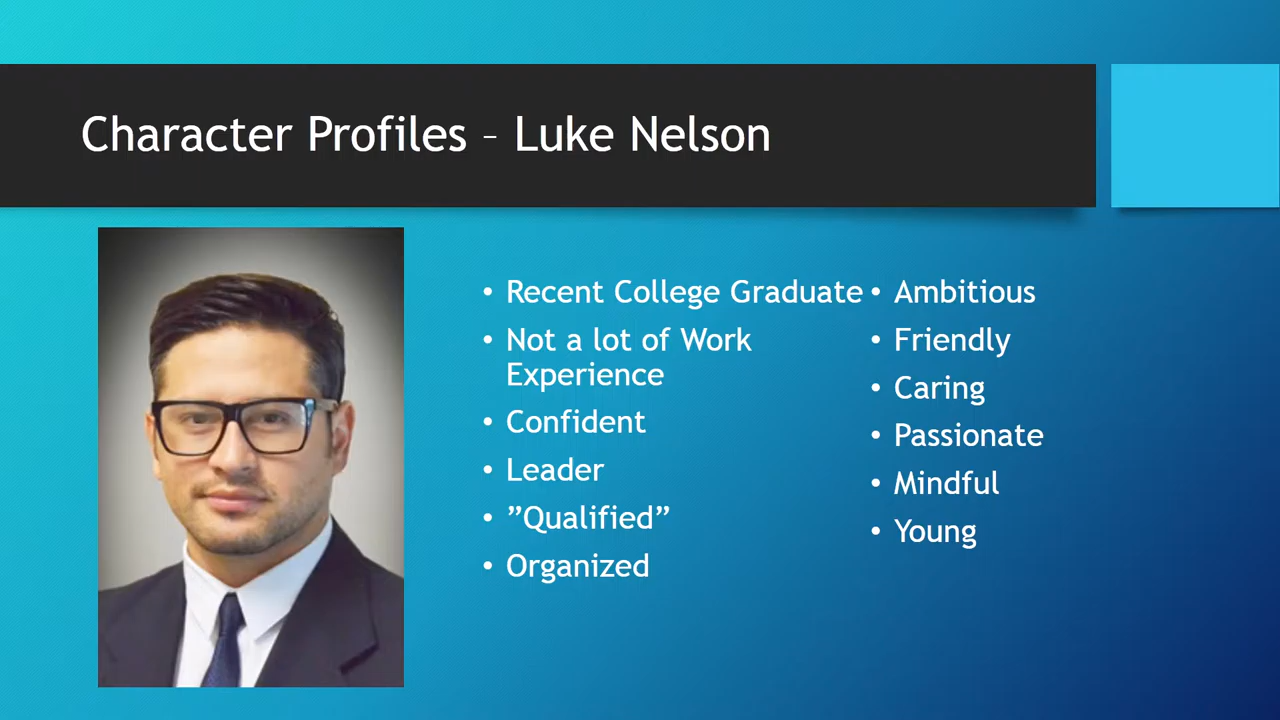 Character Profiles – Luke Nelson
• Recent College Graduate
• Not a lot of Work
Experience
• Confident
• Leader
• ”Qualified”
• Organized
• Ambitious
• Friendly
• Caring
• Passionate
• Mindful
• Young